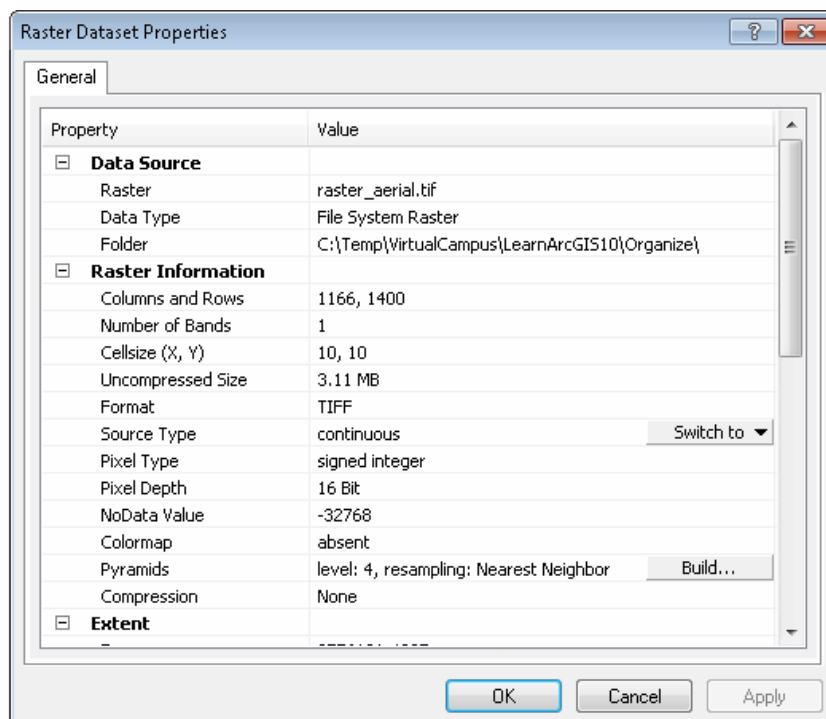 Raster Dataset Properties
General
Property Value
Data Source
Raster raster_aerial.tif
Data Type File System Raster
Folder C:\Temp\VirtualCampus\LearnArcGIS10\Organize\
Raster Information
Columns and Rows 1166, 1400
Number of Bands 1
Cellsize (X, Y) 10, 10
Uncompressed Size 3.11 MB
Format TIFF
Source Type continuous Switch to
Pixel Type signed integer
Pixel Depth 16 Bit
NoData Value -32768
Colormap absent
Pyramids level: 4, resampling: Nearest Neighbor Build...
Compression None
Extent
OK Cancel Apply